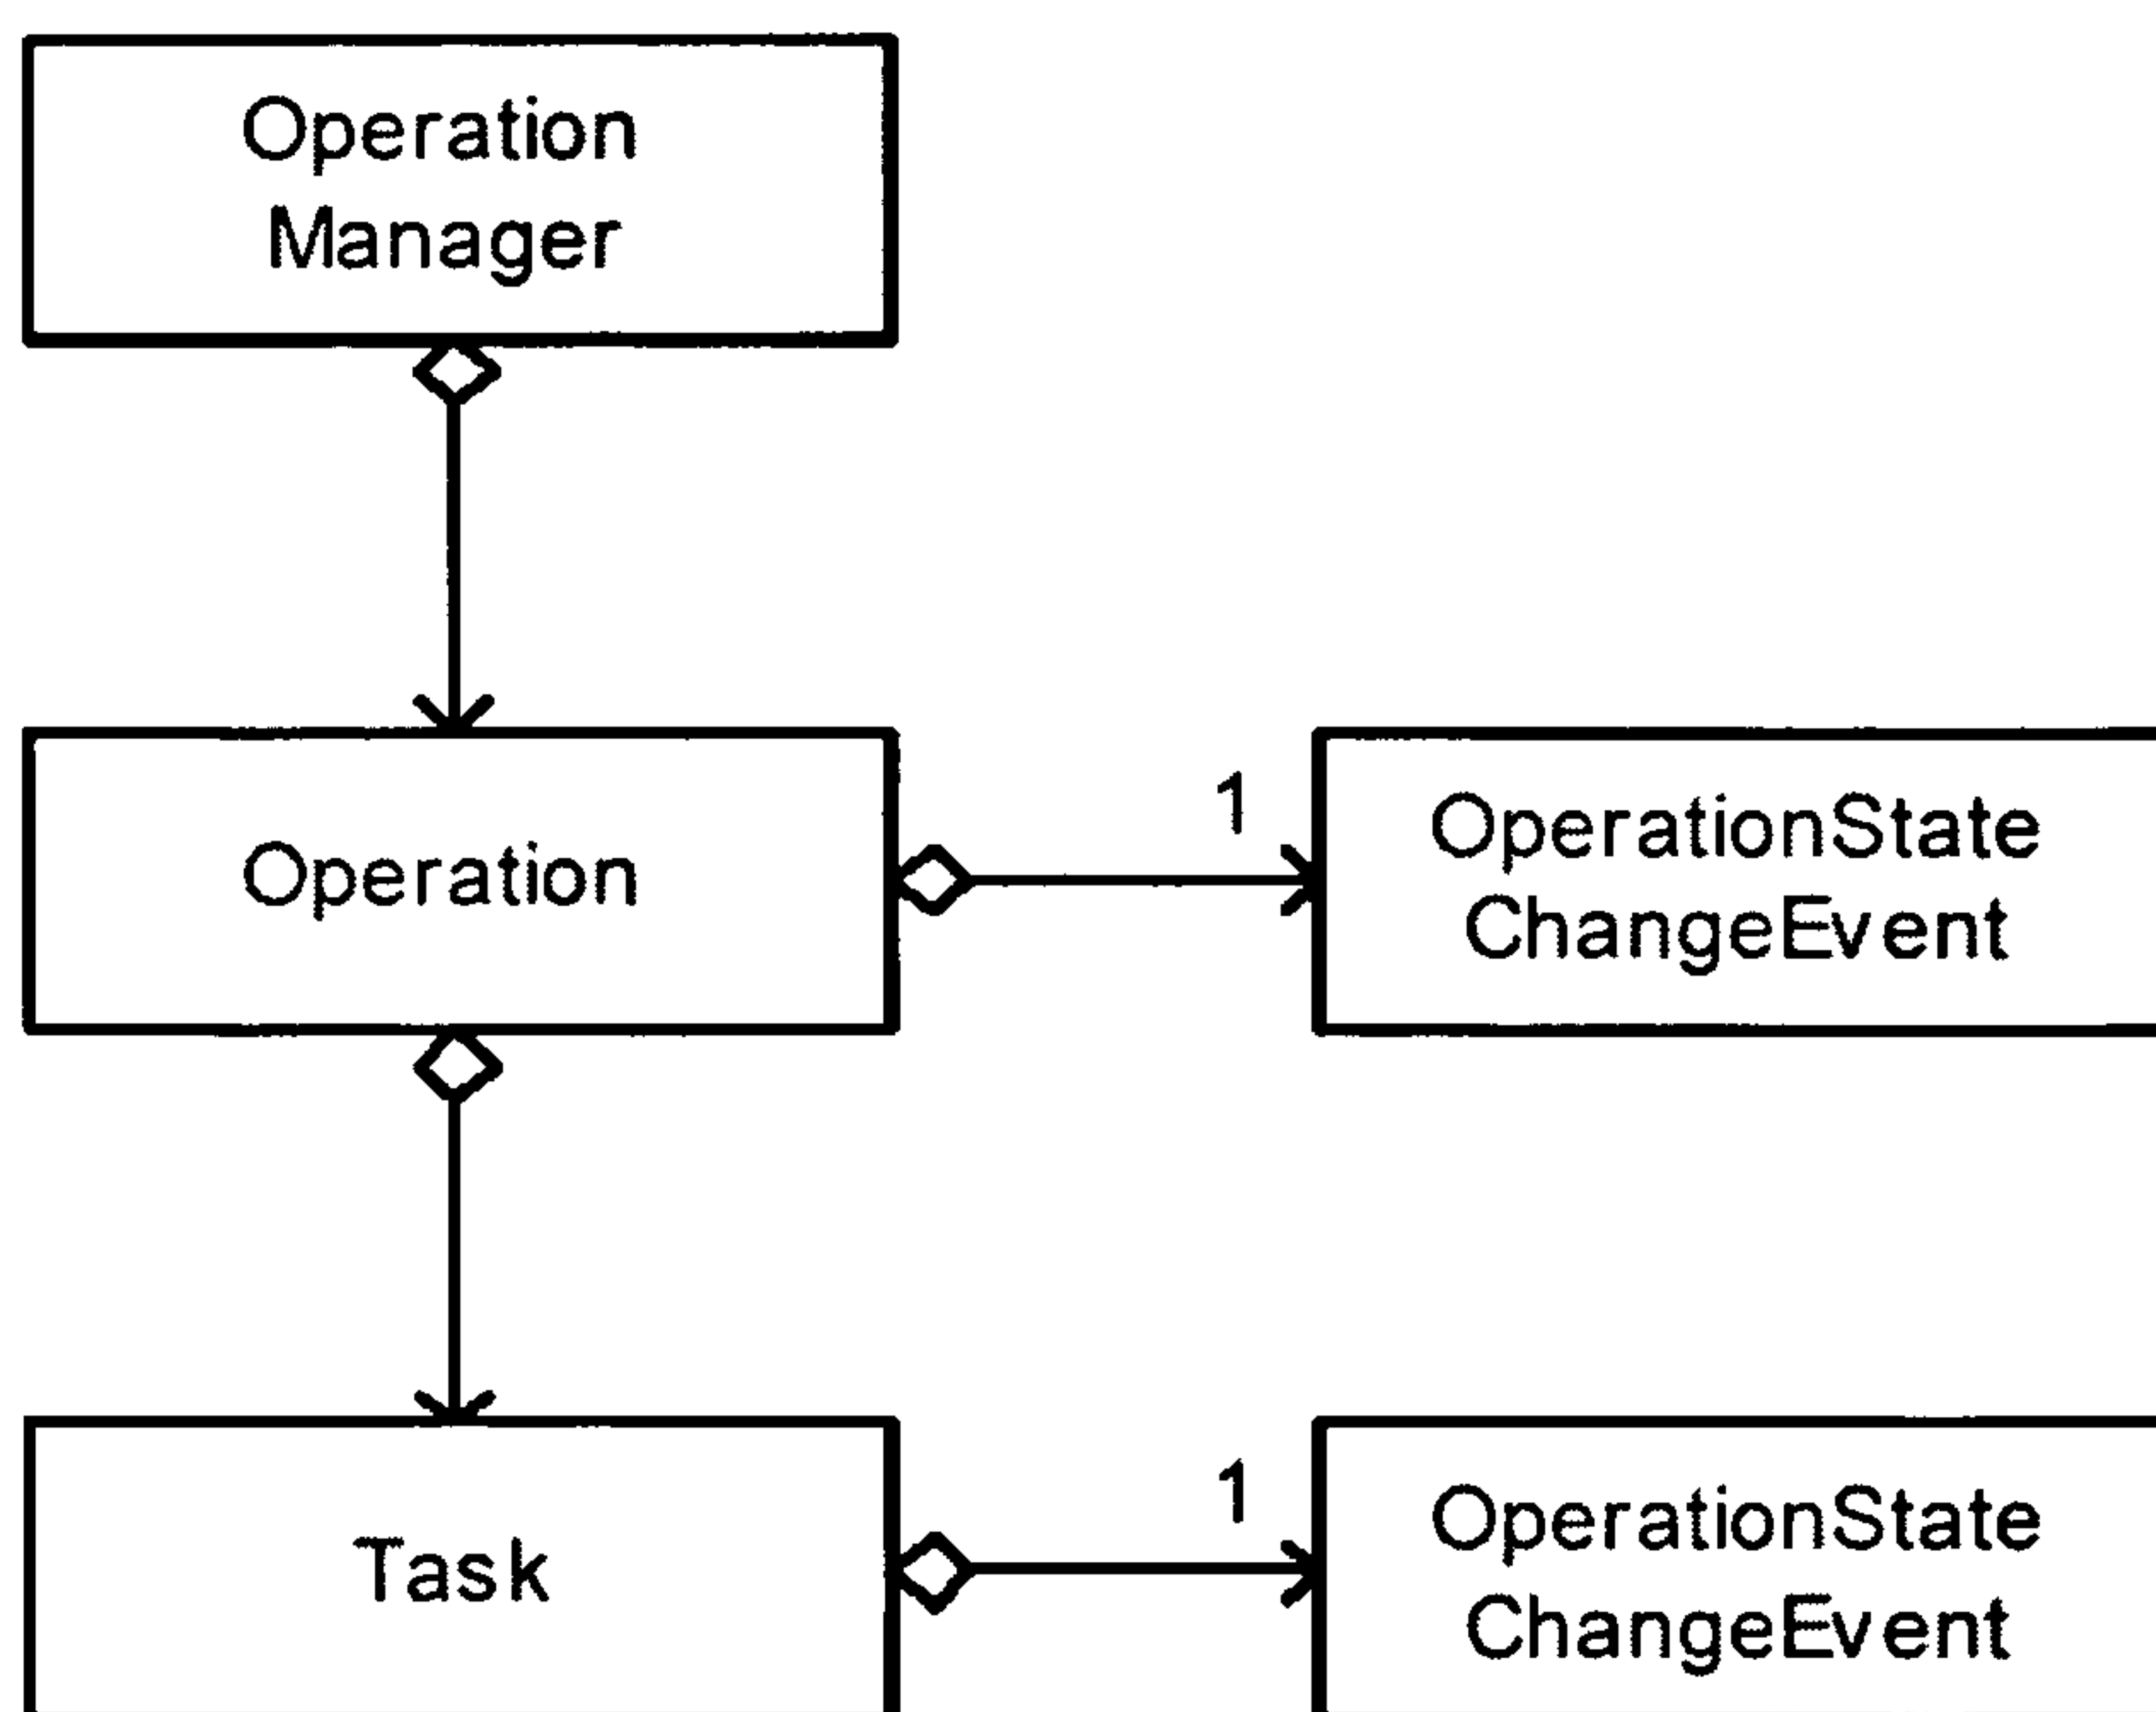 Operation
Manager
Operation
1
OperationState
ChangeEvent
Task
1
OperationState
ChangeEvent